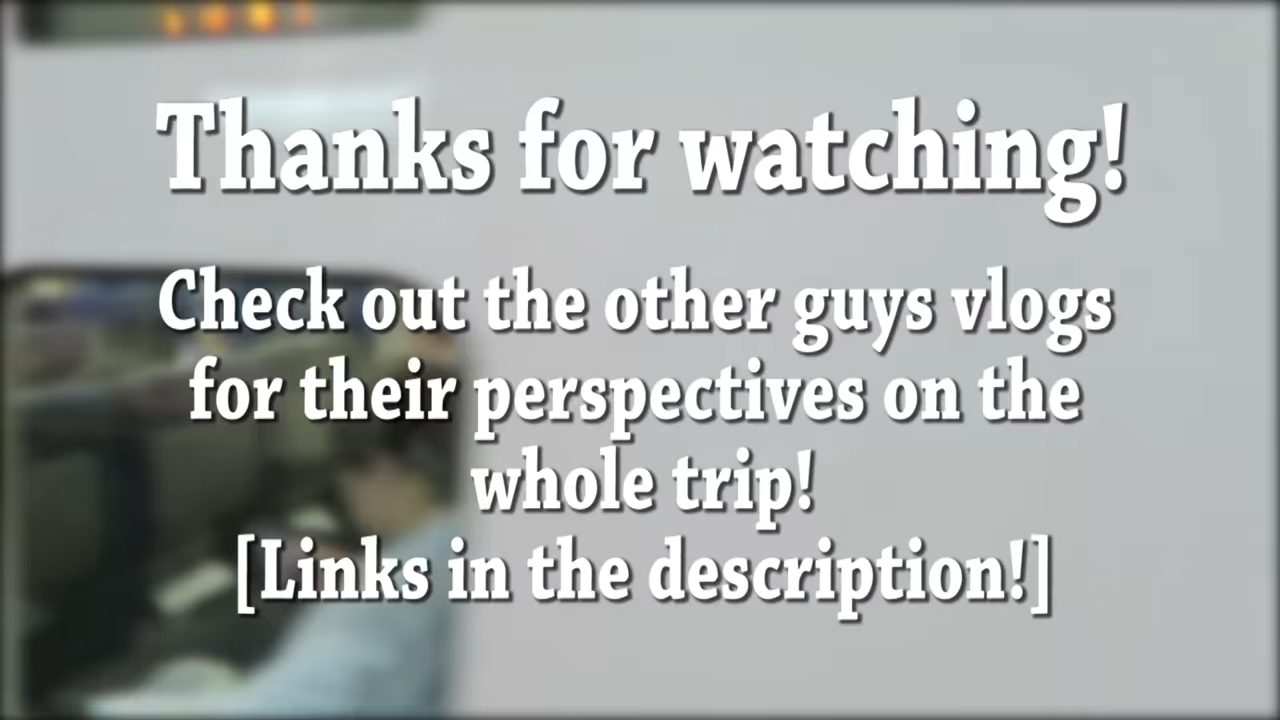 Thanks for watching!
Check out the other guys vlogs
for their perspectives on the
whole trip!
[Links in the description!]